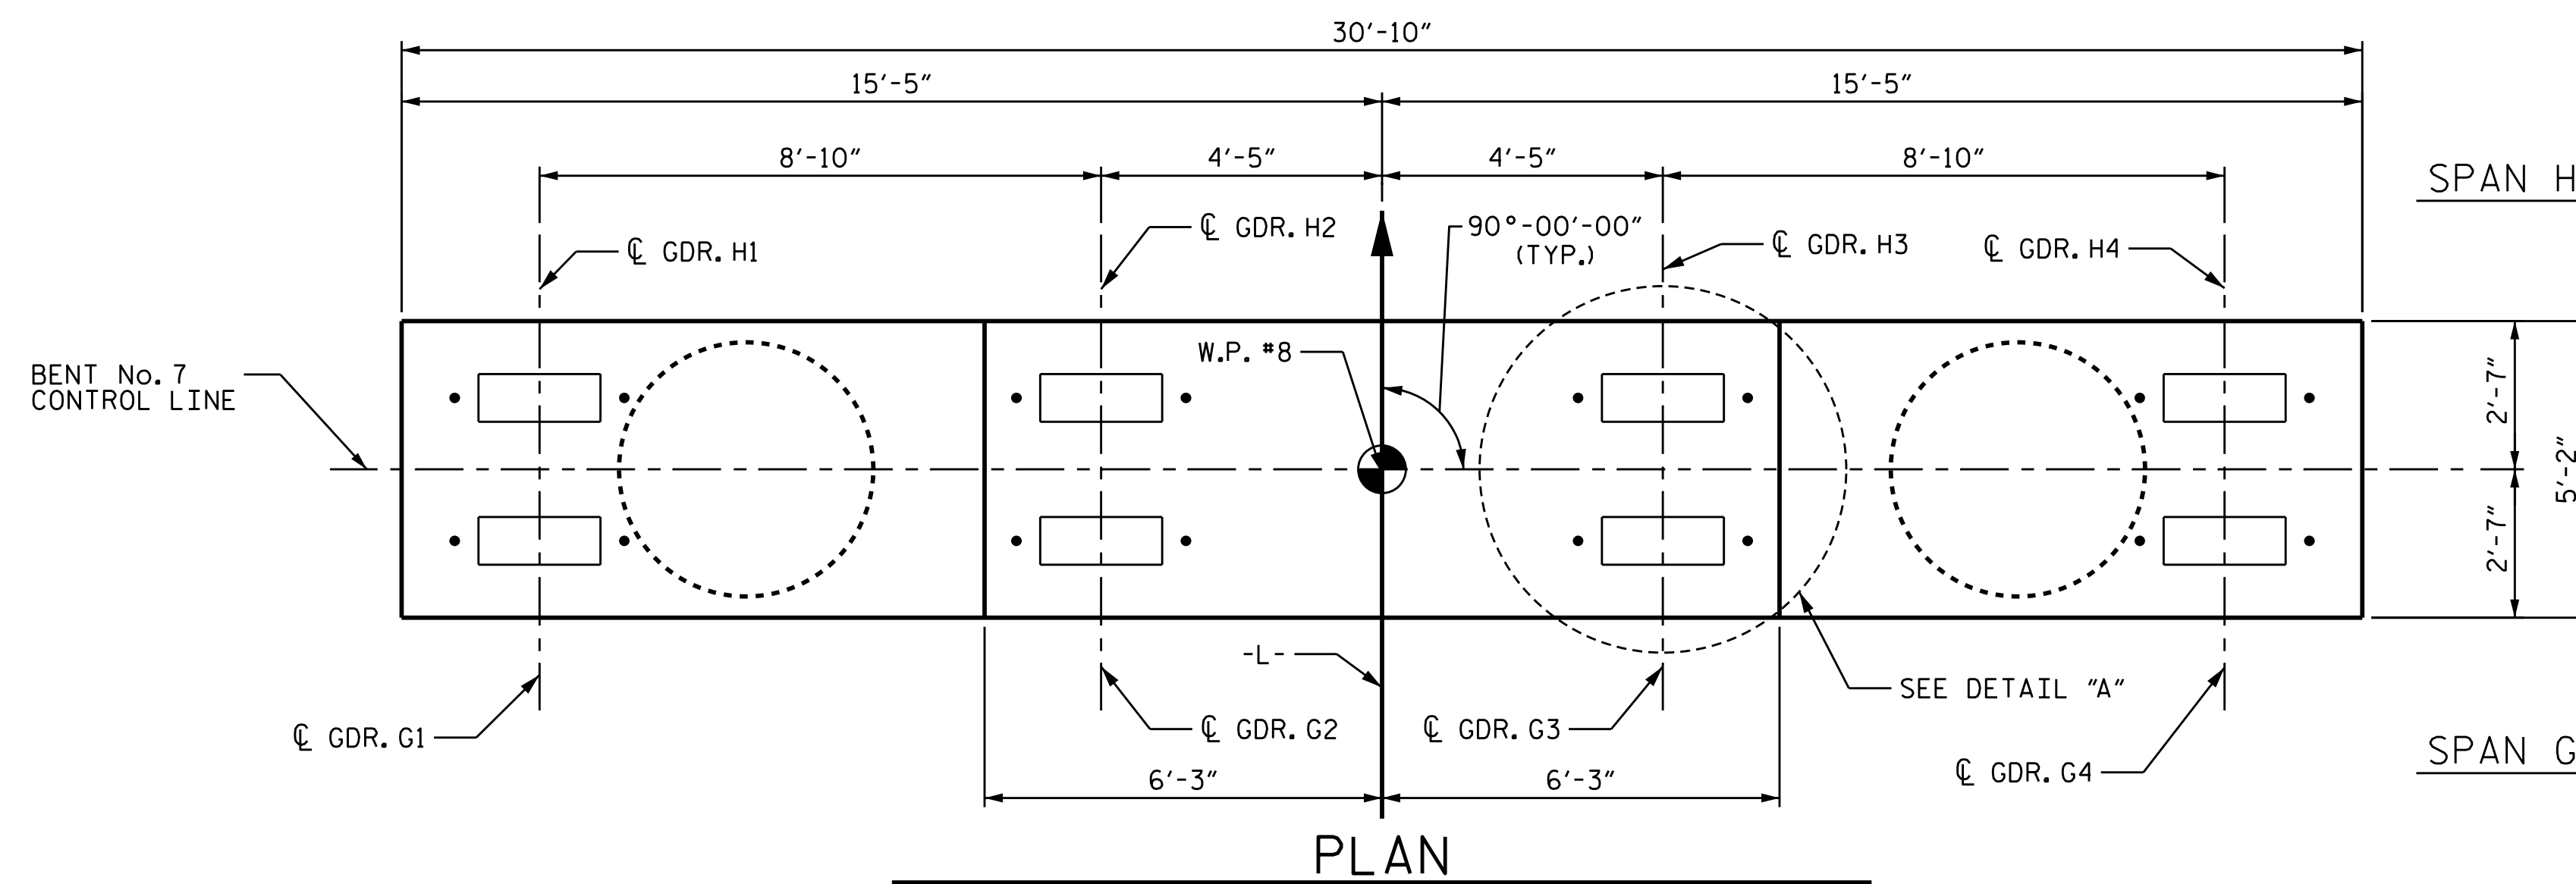 30'-10"
15'-5" 15'-5"
8'-10" 4'-5" 4'-5" 8'-10"
SPAN H
℄ GDR. H1
℄ GDR. H2
90°-00'-00"
(TYP.)
℄ GDR. H3
℄ GDR. H4
W.P. #8
BENT No. 7
CONTROL LINE
2'-7"
5'-2"
2'-7"
-L-
SEE DETAIL "A"
℄ GDR. G1
℄ GDR. G2
℄ GDR. G3
℄ GDR. G4
SPAN G
6'-3" 6'-3"
PLAN